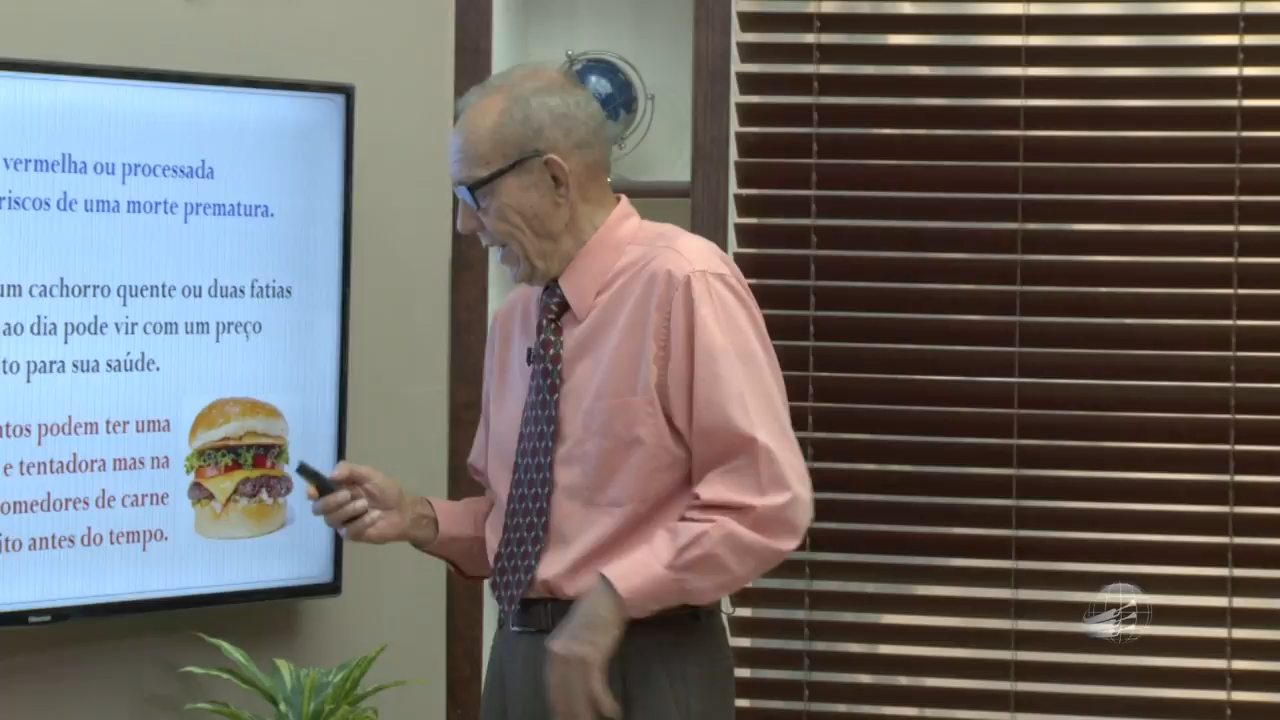 vermelha ou processada
riscos de uma morte prematura.
um cachorro quente ou duas fatias
ao dia pode vir com um preço
to para sua saúde.
ntos podem ter uma
e tentadora mas na
omedores de carne
ito antes do tempo.